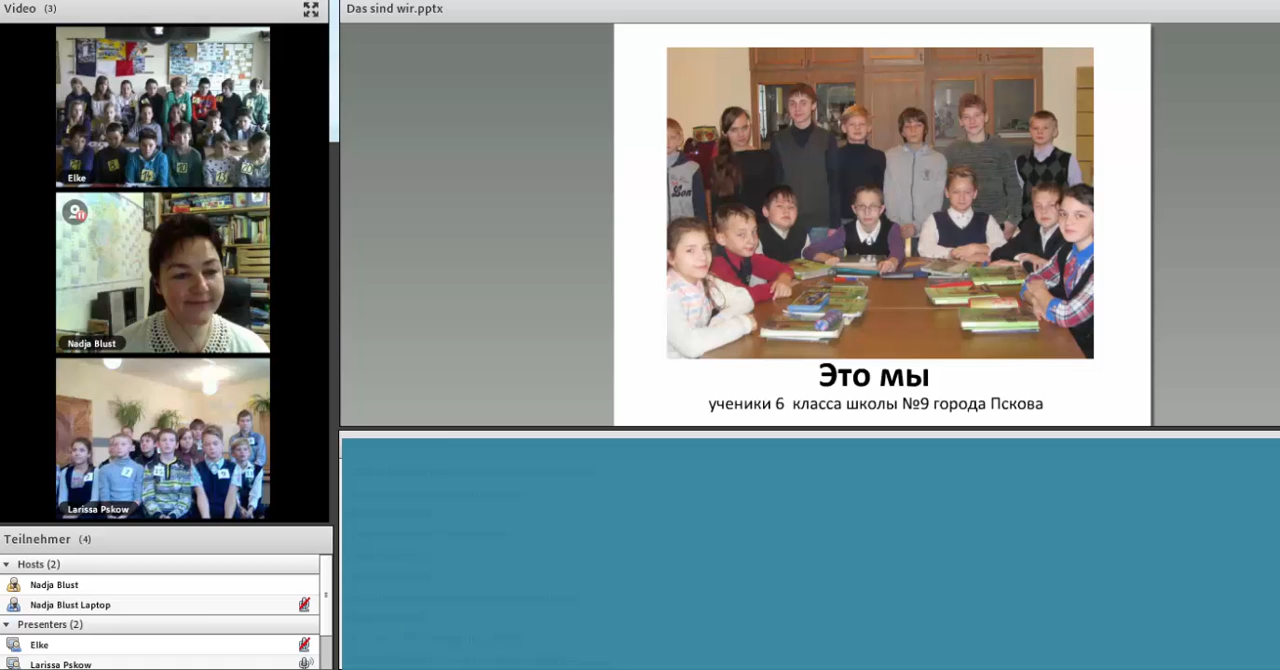 Video (3)
Das sind wir.pptx
Elke
Nadja Blust
Larissa Pskow
Это мы
ученики 6 класса школы №9 города Пскова
Teilnehmer (4)
Hosts (2)
Nadja Blust
Nadja Blust Laptop
Presenters (2)
Elke
Larissa Pskow